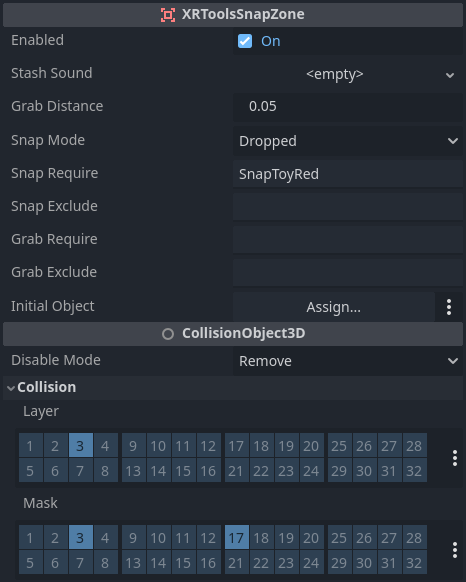 XRToolsSnapZone
Enabled On
Stash Sound <empty>
Grab Distance 0.05
Snap Mode Dropped
Snap Require SnapToyRed
Snap Exclude
Grab Require
Grab Exclude
Initial Object Assign...
CollisionObject3D
Disable Mode Remove
Collision
Layer
1 2 3 4 9 10 11 12 17 18 19 20 25 26 27 28
5 6 7 8 13 14 15 16 21 22 23 24 29 30 31 32
Mask
1 2 3 4 9 10 11 12 17 18 19 20 25 26 27 28
5 6 7 8 13 14 15 16 21 22 23 24 29 30 31 32